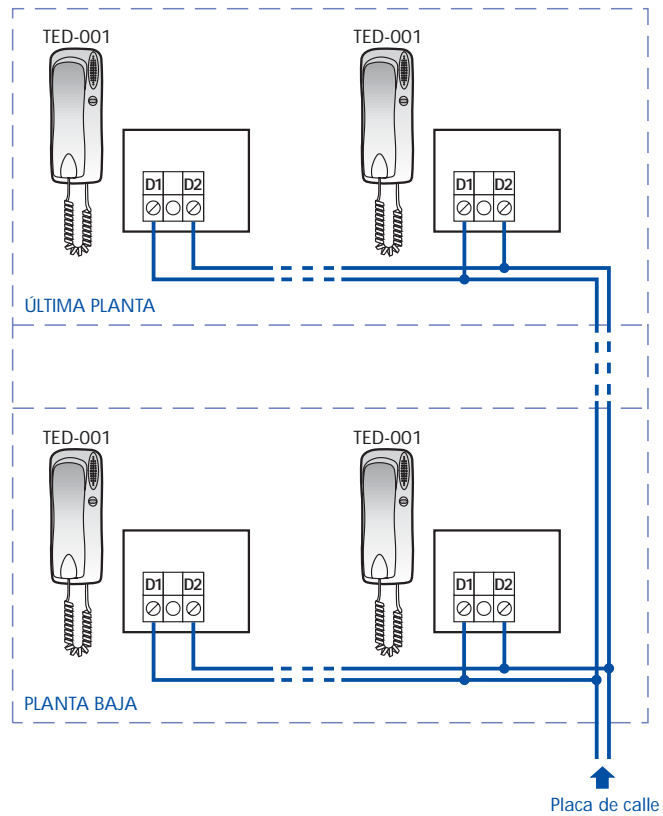 TED-001 TED-001
D1 D2 D1 D2
ÚLTIMA PLANTA
TED-001 TED-001
D1 D2 D1 D2
PLANTA BAJA
Placa de calle